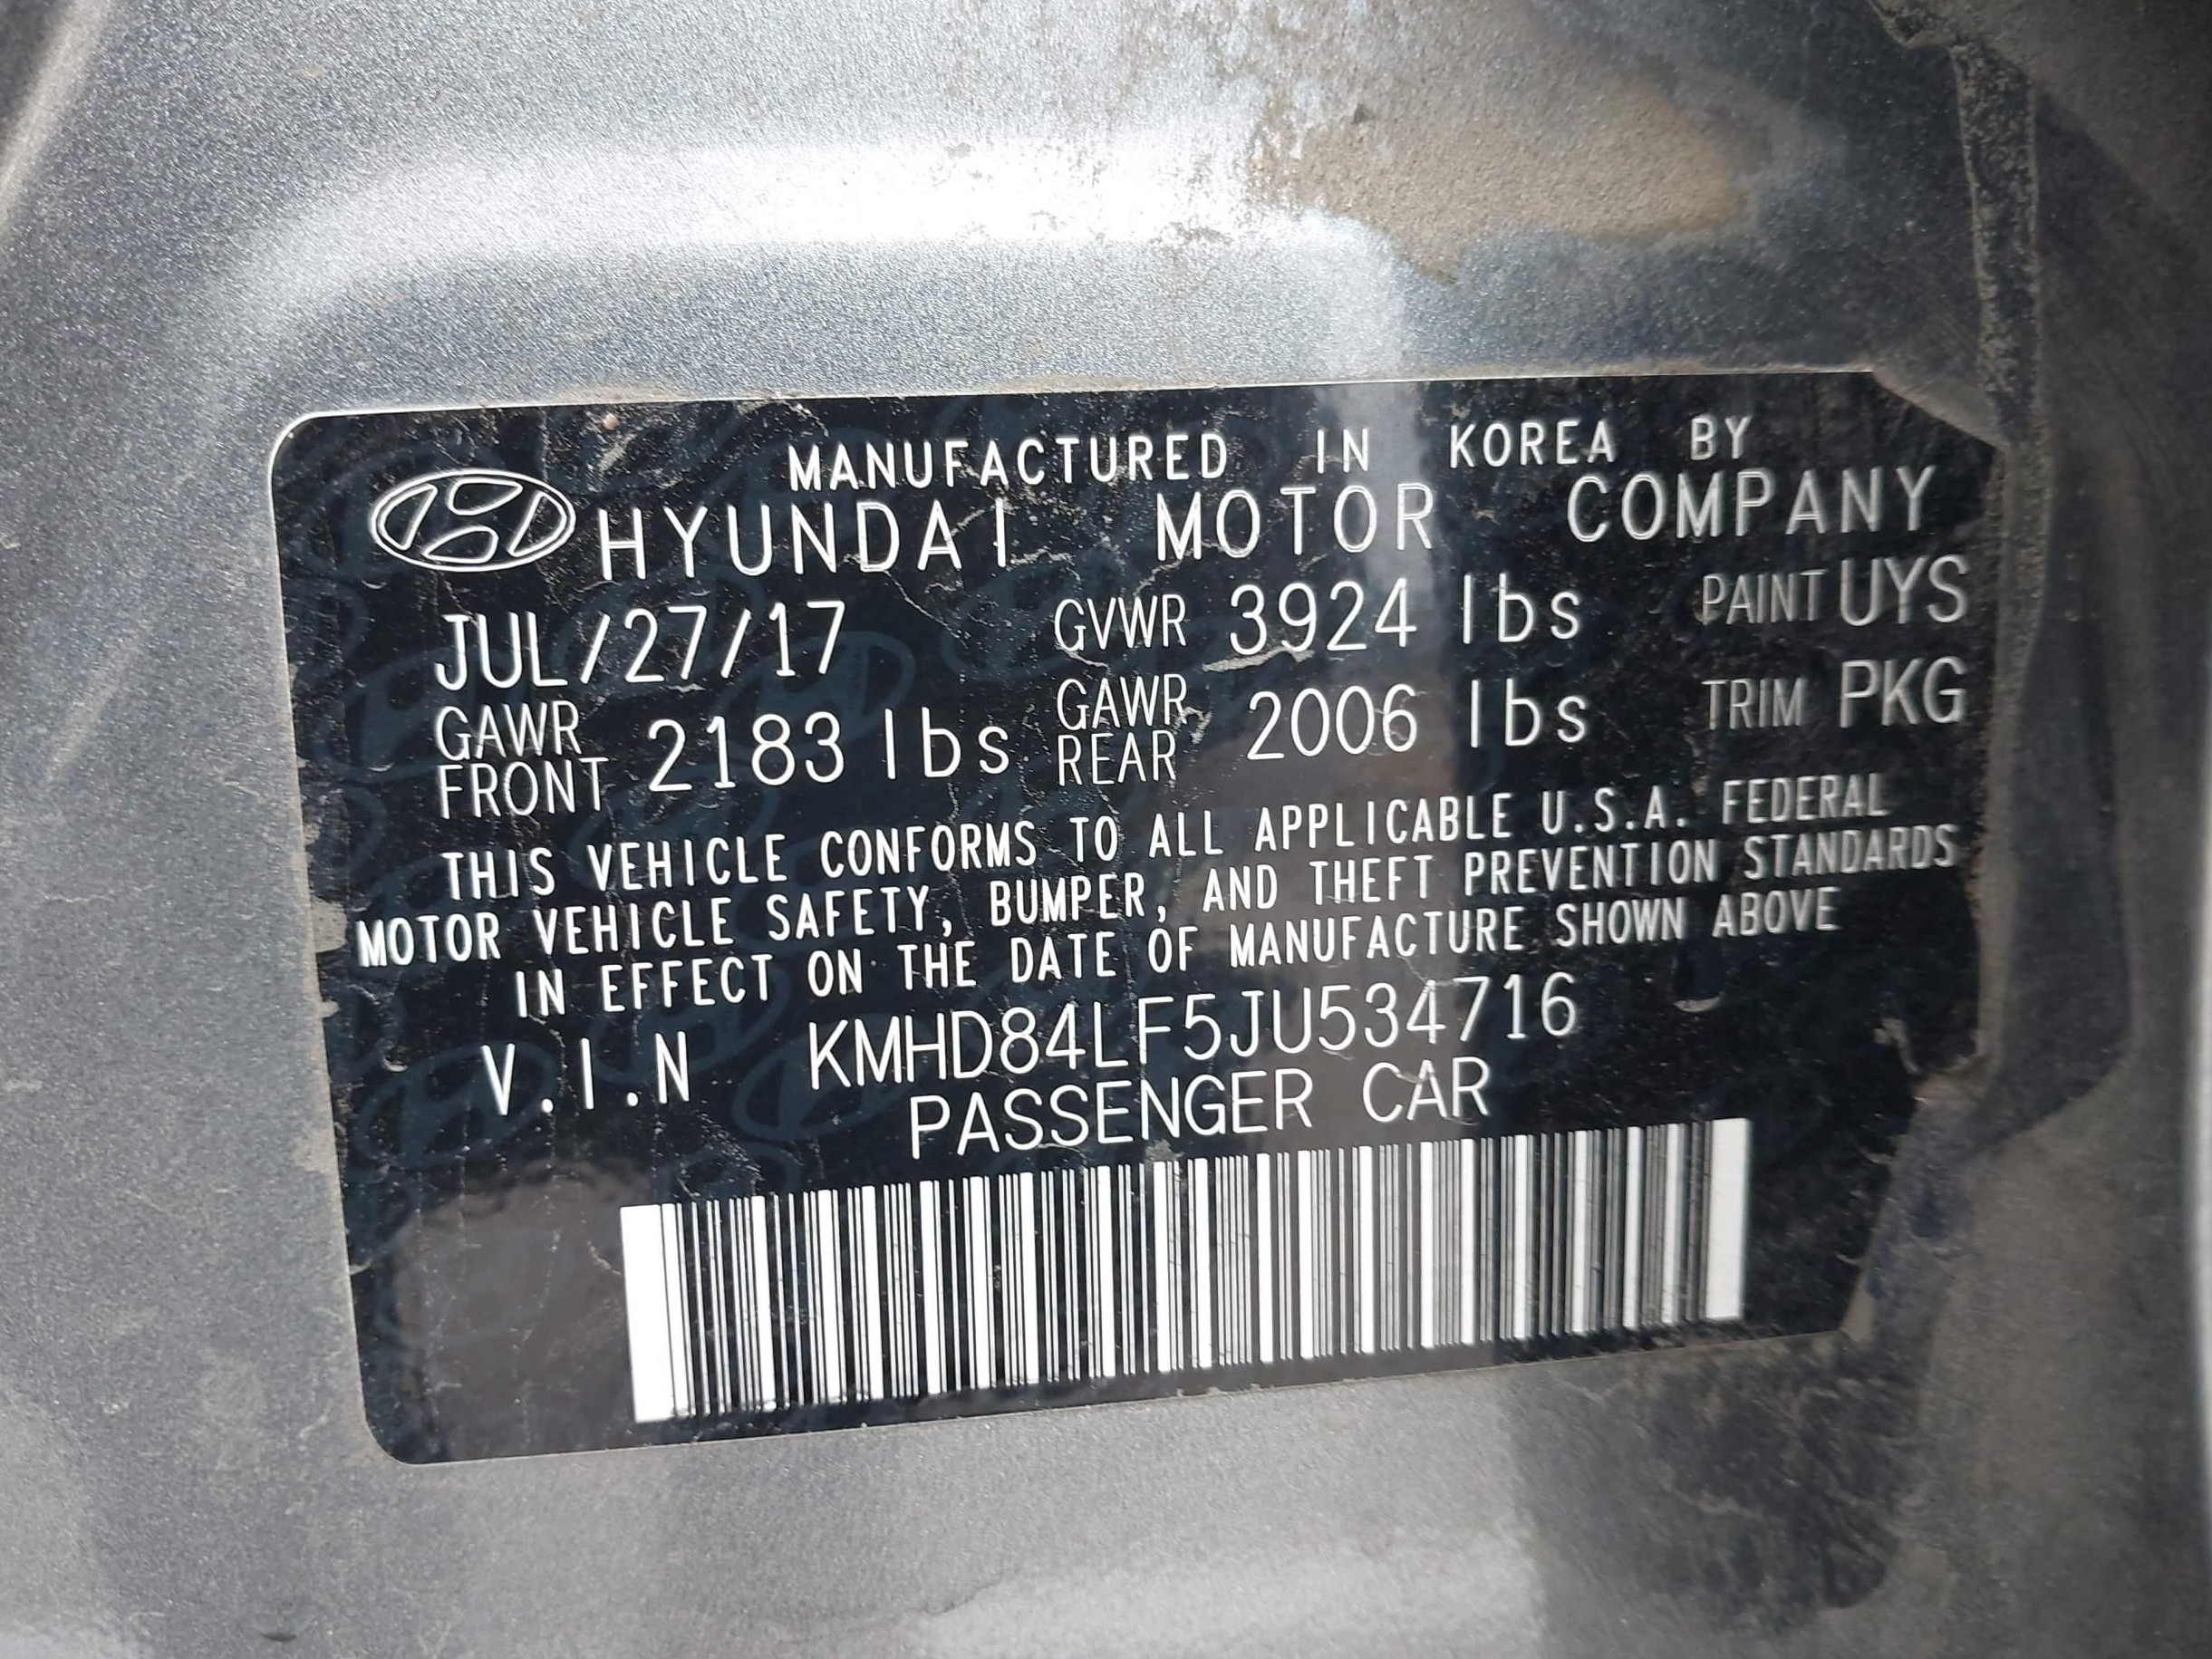 MANUFACTURED IN KOREA BY
HYUNDAI MOTOR COMPANY
JUL/27/17 GVWR 3924 lbs PAINT UYS
GAWR FRONT 2183 lbs GAWR REAR 2006 lbs TRIM PKG
THIS VEHICLE CONFORMS TO ALL APPLICABLE U.S.A. FEDERAL
MOTOR VEHICLE SAFETY, BUMPER, AND THEFT PREVENTION STANDARDS
IN EFFECT ON THE DATE OF MANUFACTURE SHOWN ABOVE
V.I.N KMHD84LF5JU534716
PASSENGER CAR